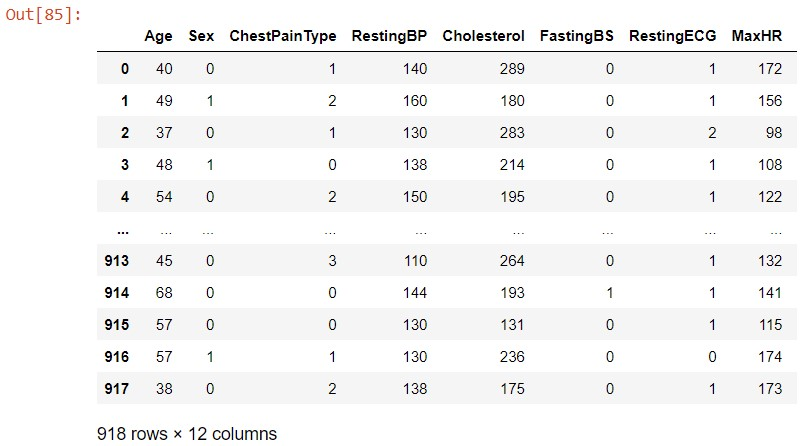 Out[85]:
Age Sex ChestPainType RestingBP Cholesterol FastingBS RestingECG MaxHR
0 40 0 1 140 289 0 1 172
1 49 1 2 160 180 0 1 156
2 37 0 1 130 283 0 2 98
3 48 1 0 138 214 0 1 108
4 54 0 2 150 195 0 1 122
... ... ... ... ... ... ... ... ...
913 45 0 3 110 264 0 1 132
914 68 0 0 144 193 1 1 141
915 57 0 0 130 131 0 1 115
916 57 1 1 130 236 0 0 174
917 38 0 2 138 175 0 1 173
918 rows × 12 columns